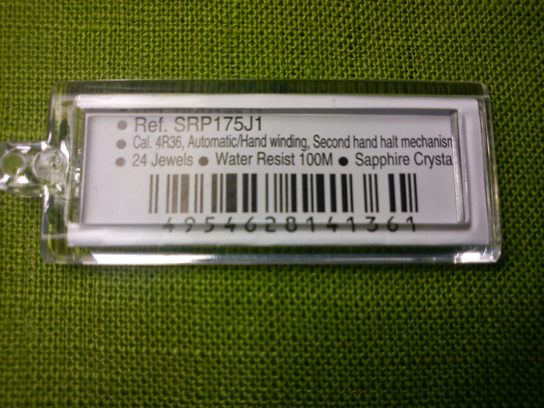 ● Ref. SRP175J1
● Cal. 4R36, Automatic/Hand winding, Second hand halt mechanism
● 24 Jewels ● Water Resist 100M ● Sapphire Crysta
4954628141361